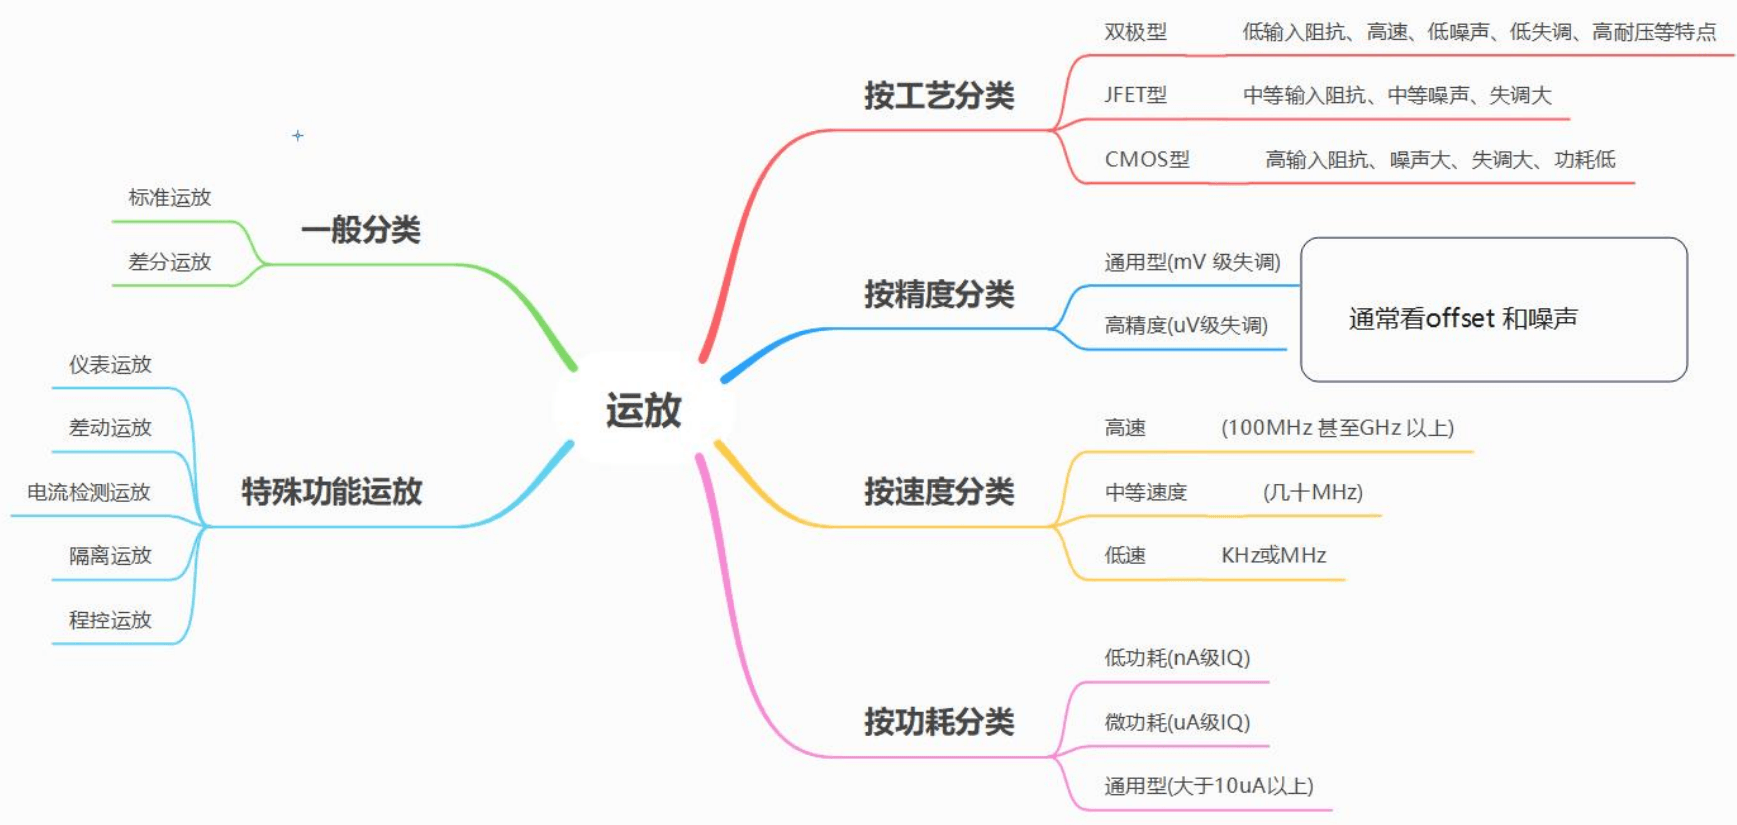 运放
一般分类
标准运放
差分运放
特殊功能运放
仪表运放
差动运放
电流检测运放
隔离运放
程控运放
按工艺分类
双极型 低输入阻抗、高速、低噪声、低失调、高耐压等特点
JFET型 中等输入阻抗、中等噪声、失调大
CMOS型 高输入阻抗、噪声大、失调大、功耗低
按精度分类
通用型(mV 级失调)
高精度(uV级失调)
通常看offset 和噪声
按速度分类
高速 (100MHz 甚至GHz 以上)
中等速度 (几十MHz)
低速 KHz或MHz
按功耗分类
低功耗(nA级IQ)
微功耗(uA级IQ)
通用型(大于10uA以上)